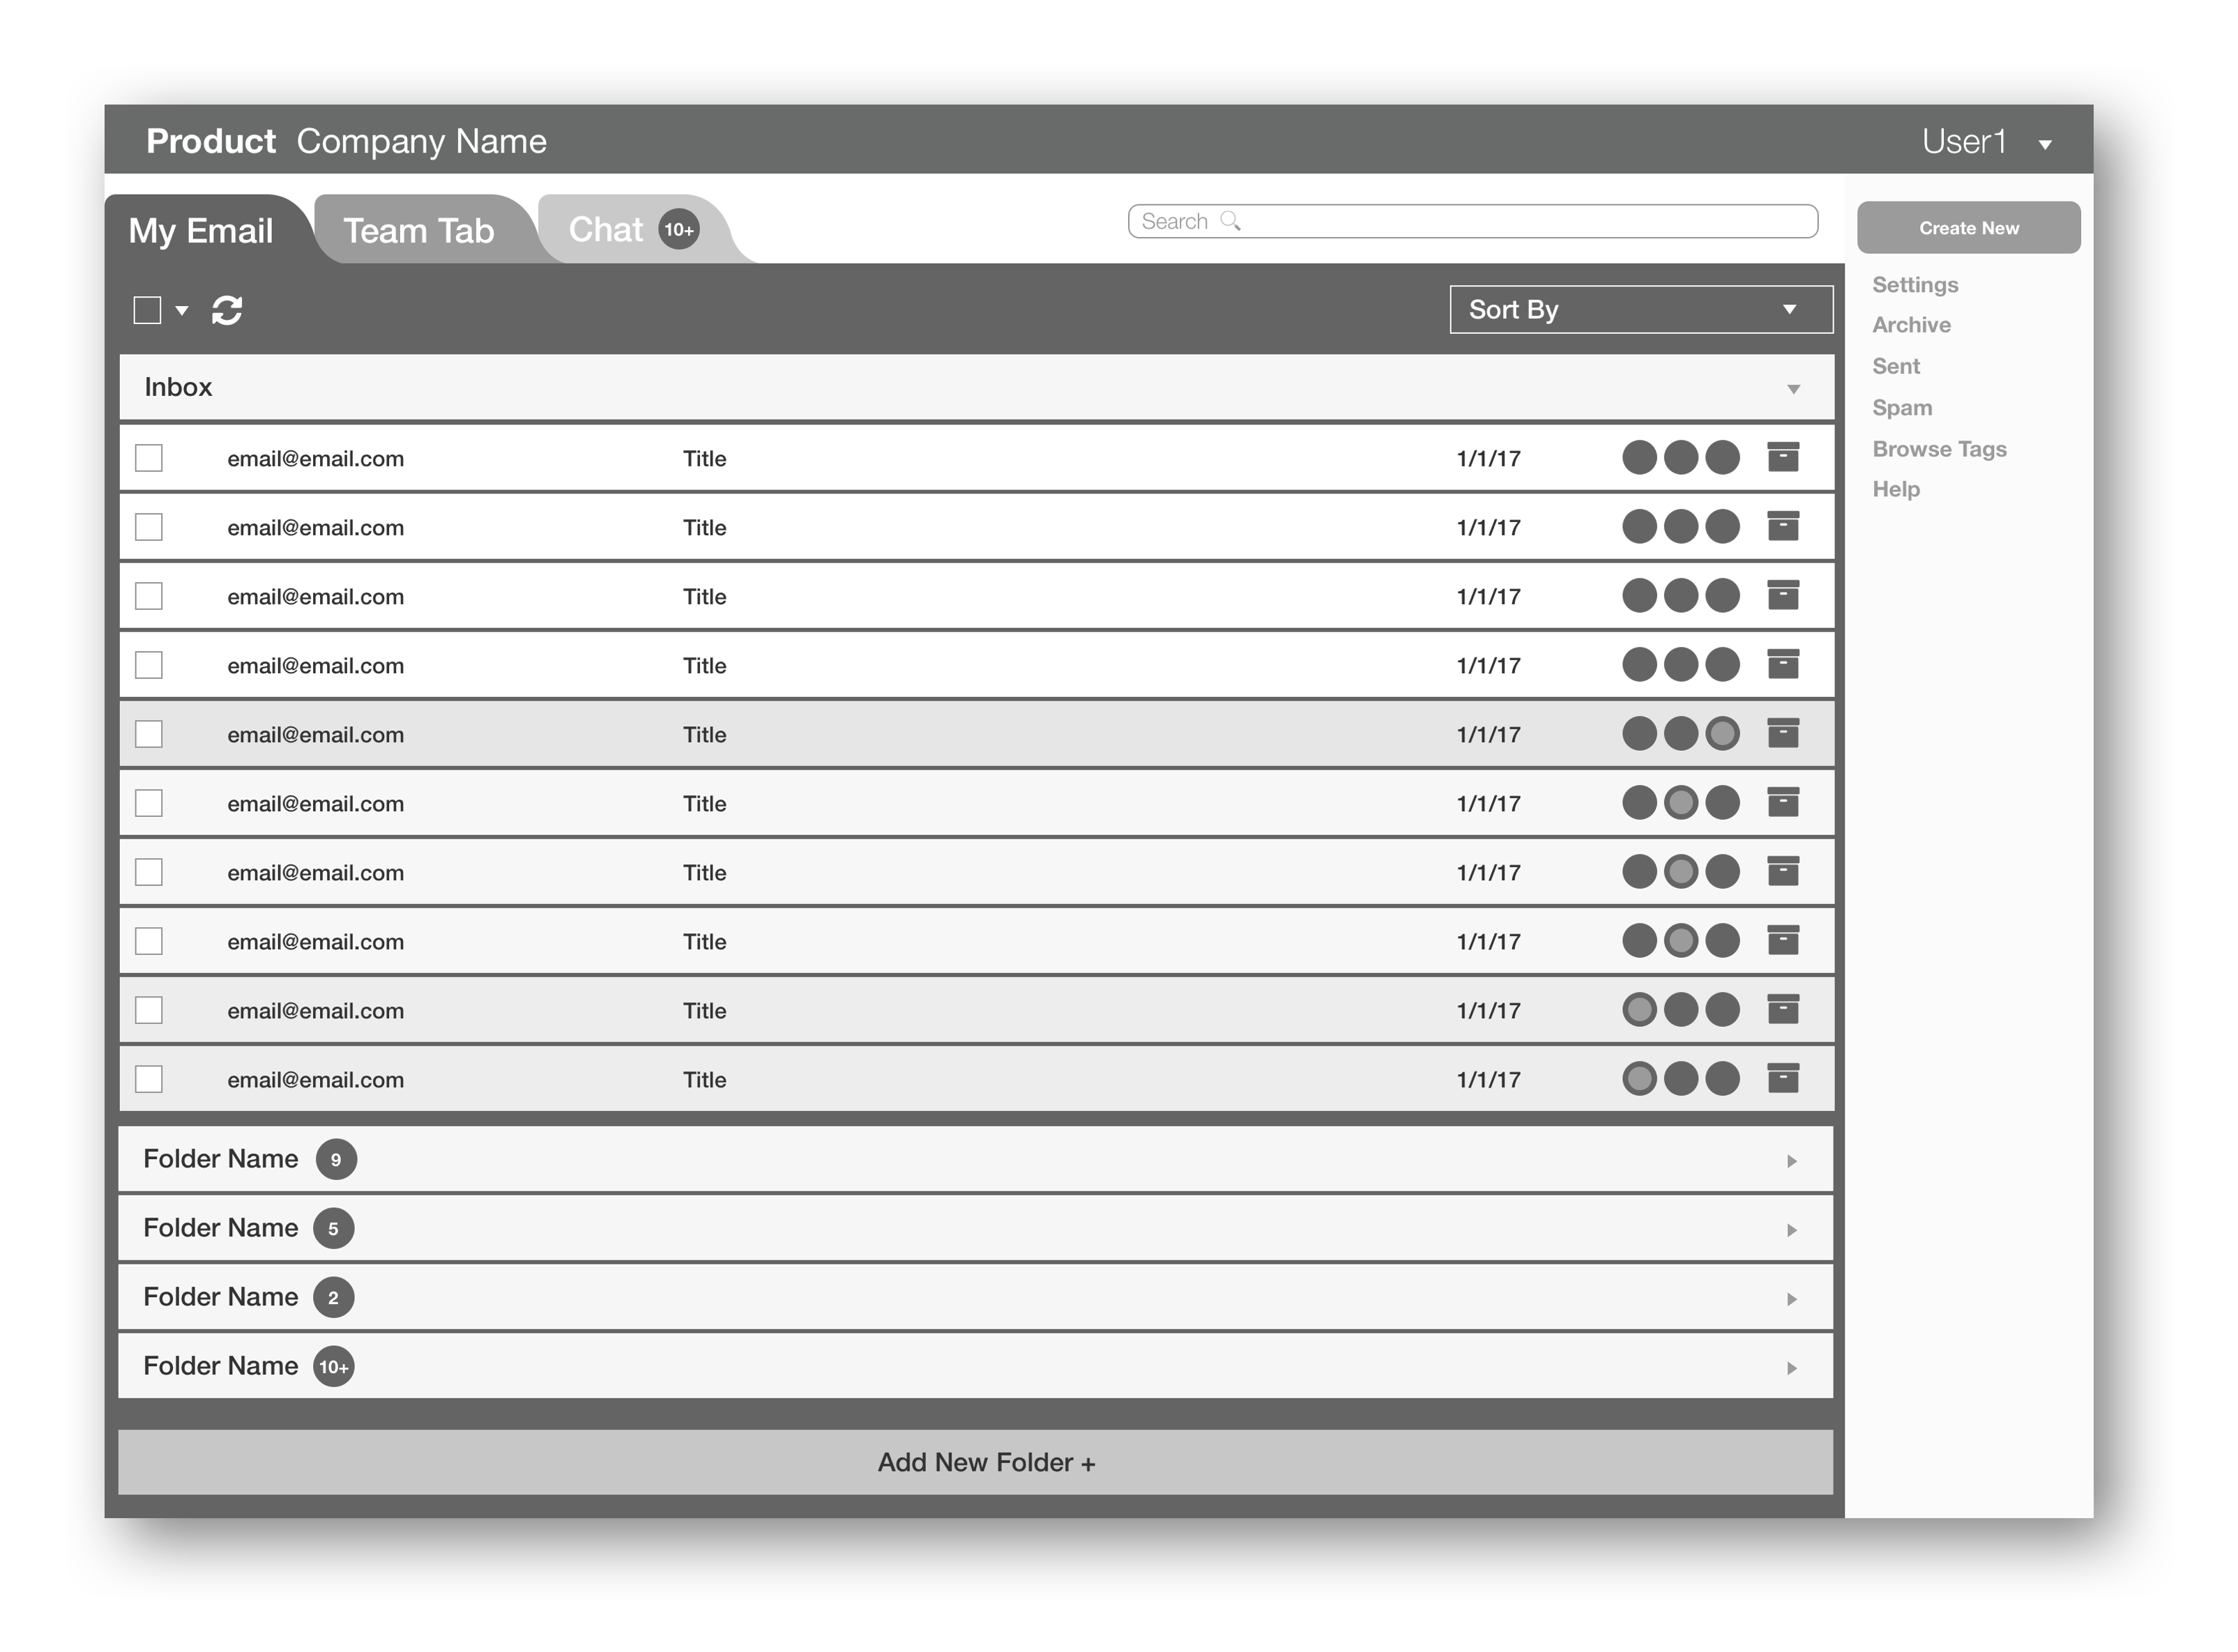 Product Company Name User1
My Email Team Tab Chat 10+ Search
Create New
Settings
Archive
Sent
Spam
Browse Tags
Help
Sort By
Inbox
email@email.com Title 1/1/17
email@email.com Title 1/1/17
email@email.com Title 1/1/17
email@email.com Title 1/1/17
email@email.com Title 1/1/17
email@email.com Title 1/1/17
email@email.com Title 1/1/17
email@email.com Title 1/1/17
email@email.com Title 1/1/17
email@email.com Title 1/1/17
Folder Name 9
Folder Name 5
Folder Name 2
Folder Name 10+
Add New Folder +